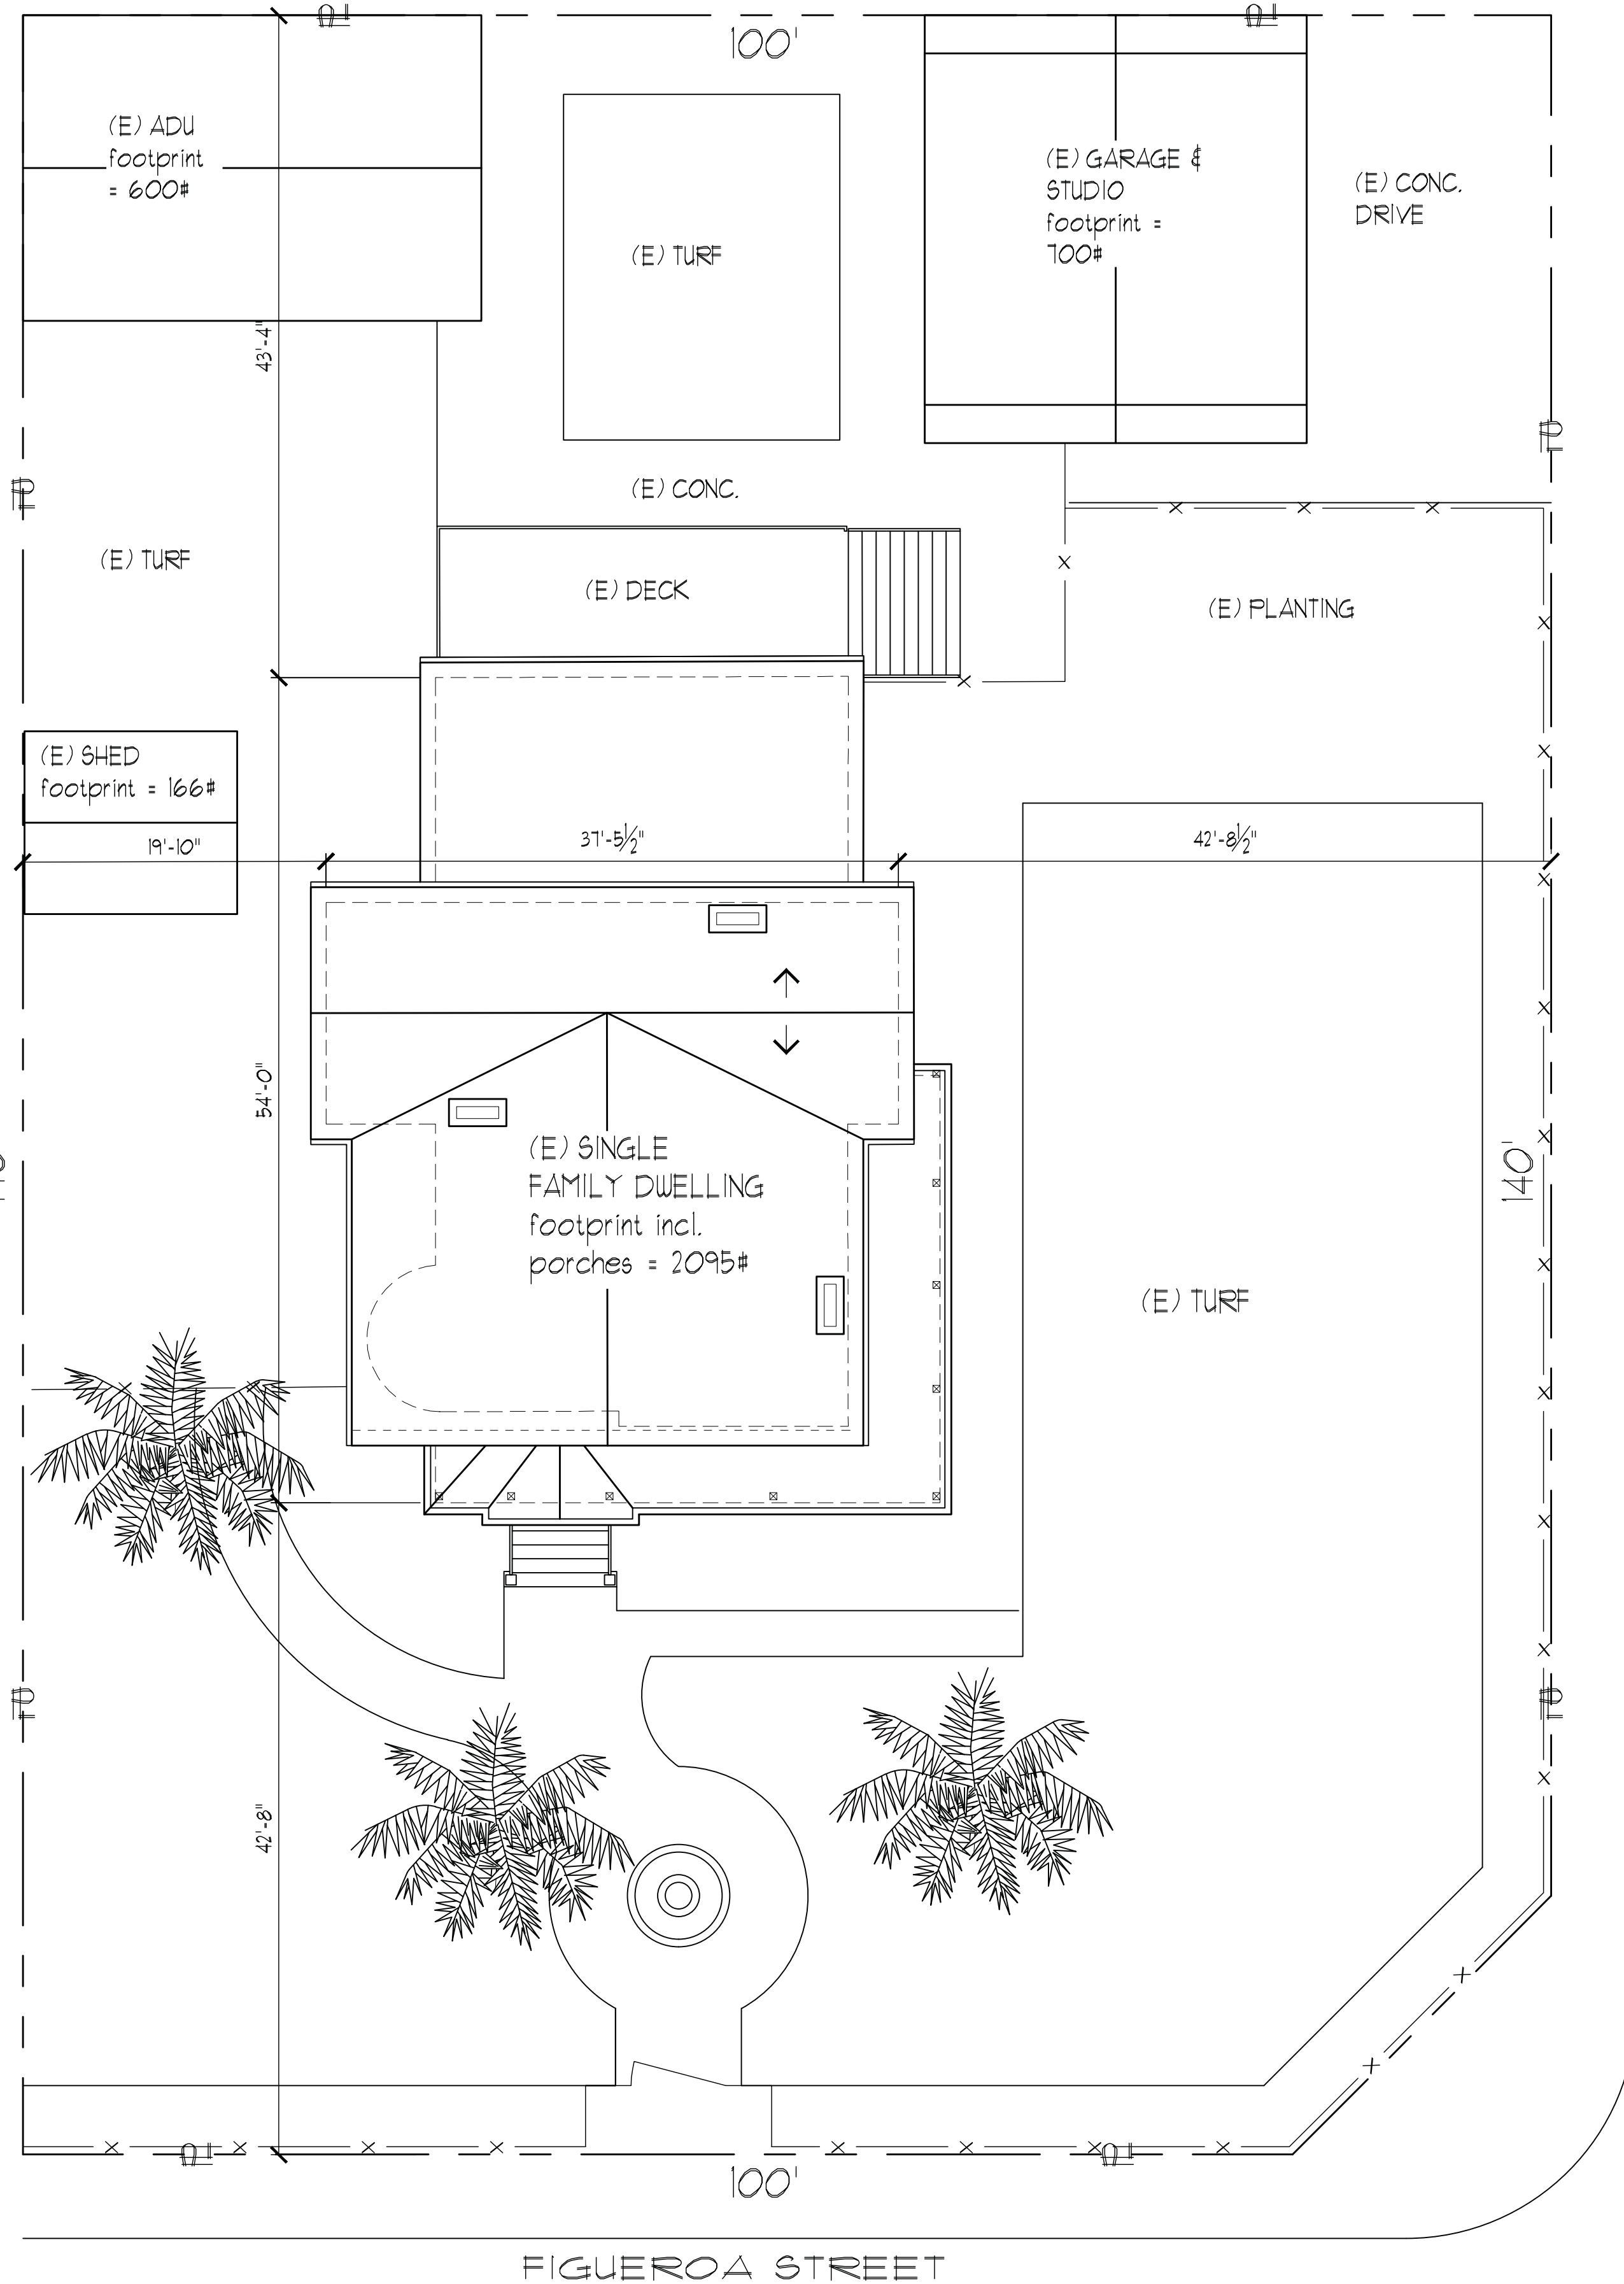 100'
(E) ADU
footprint
= 600#
(E) TURF
(E) GARAGE &
STUDIO
footprint =
700#
(E) CONC.
DRIVE
43'-4"
(E) CONC.
(E) TURF
(E) DECK
(E) PLANTING
(E) SHED
footprint = 166#
19'-10"
37'-5½"
42'-8½"
54'-0"
(E) SINGLE
FAMILY DWELLING
footprint incl.
porches = 2095#
140'
(E) TURF
42'-8"
100'
FIGUEROA STREET